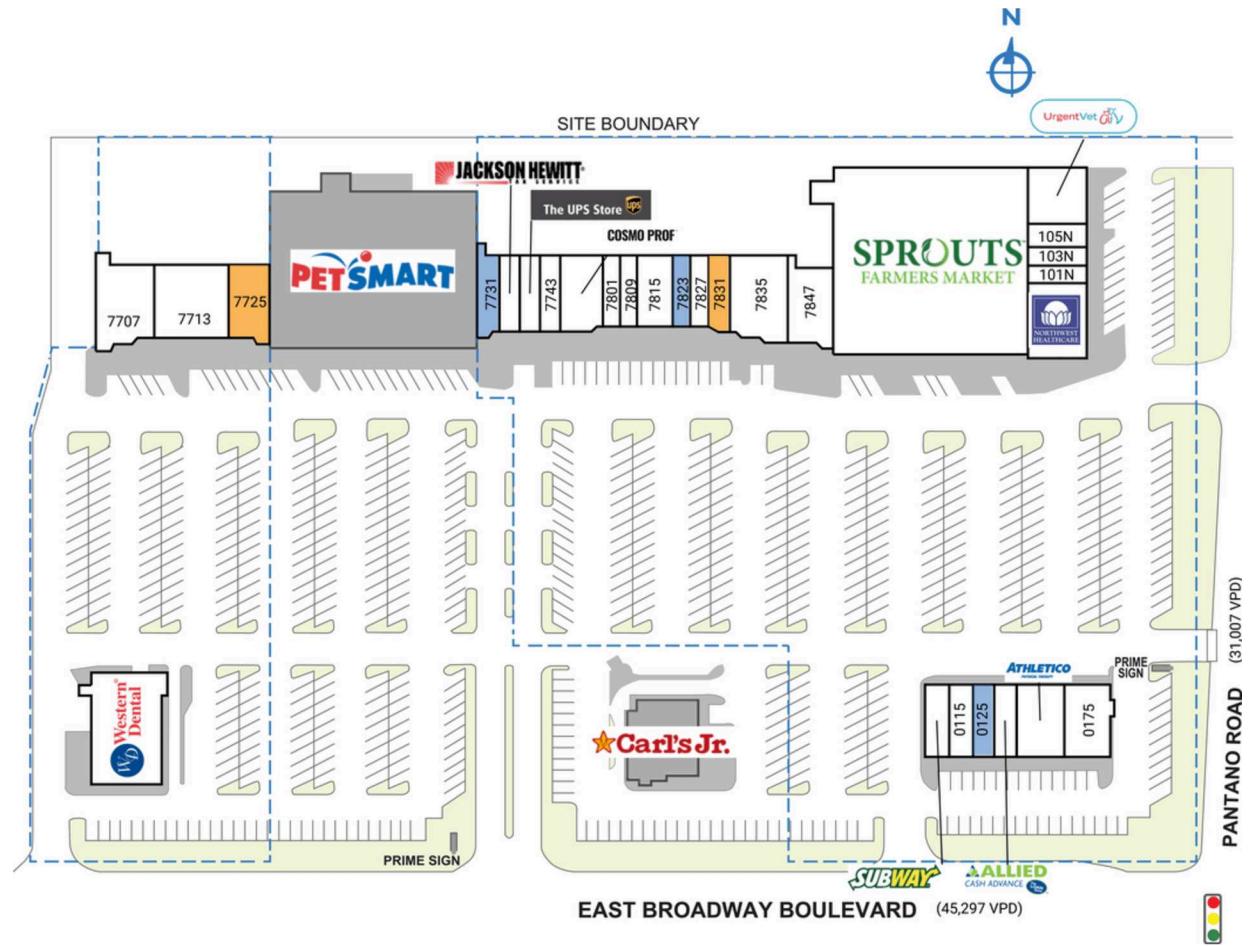 N
UrgentVet
SITE BOUNDARY
JACKSON HEWITT
TAX SERVICE
The UPS Store
ups
COSMO PROF
PETSMART
SPROUTS
FARMERS MARKET
105N
103N
101N
NORTHWEST
HEALTHCARE
7707
7713
7725
7731
7743
7801
7809
7815
7823
7827
7831
7835
7847
(31,007 VPD)
PANTANO ROAD
Western
Dental
WD
Carl's Jr.
ATHLETICO
PHYSICAL THERAPY
PRIME
SIGN
0115
0125
0175
PRIME SIGN
SUBWAY
ALLIED
CASH ADVANCE
EAST BROADWAY BOULEVARD
(45,297 VPD)